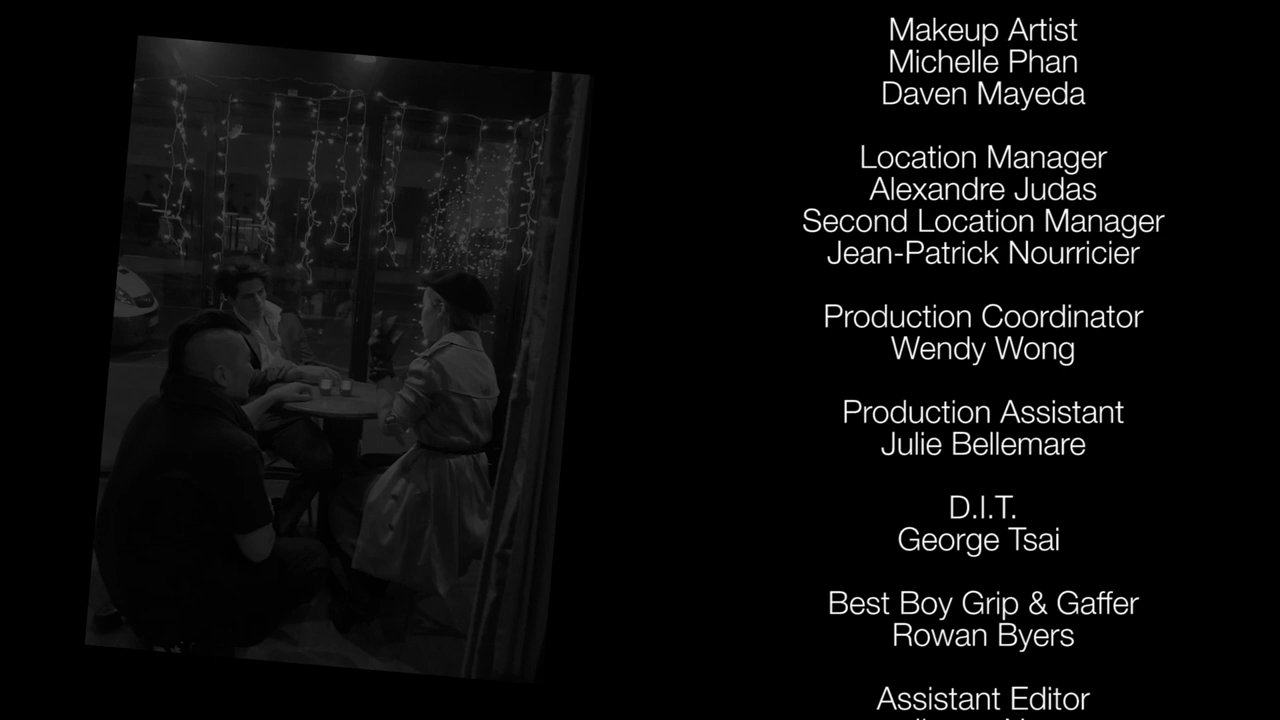 Makeup Artist
Michelle Phan
Daven Mayeda
Location Manager
Alexandre Judas
Second Location Manager
Jean-Patrick Nourricier
Production Coordinator
Wendy Wong
Production Assistant
Julie Bellemare
D.I.T.
George Tsai
Best Boy Grip & Gaffer
Rowan Byers
Assistant Editor